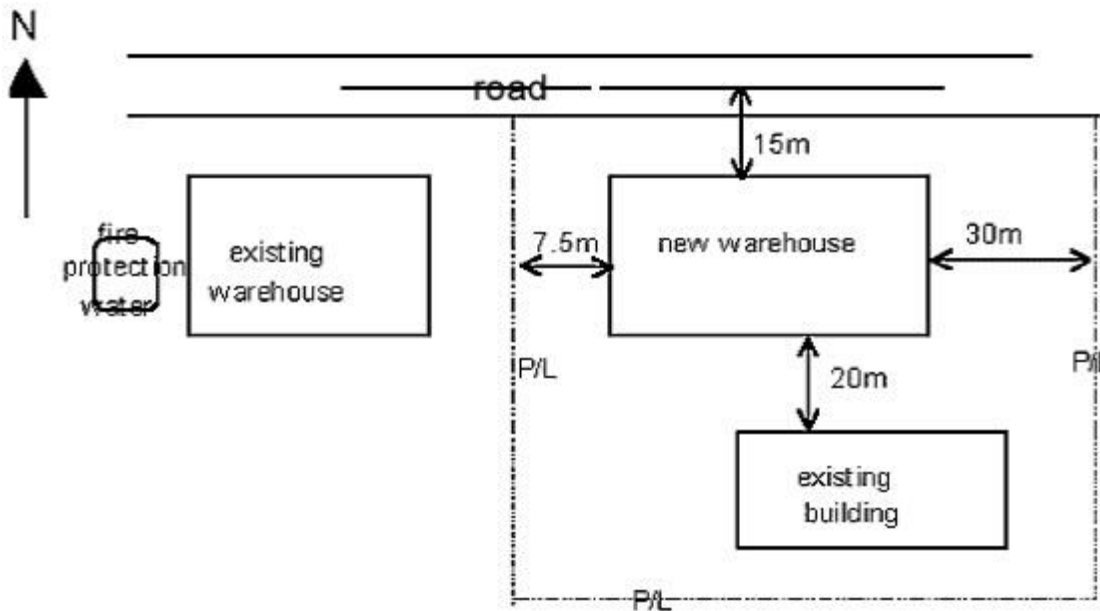 N
road
15m
fire
protection
water
existing
warehouse
7.5m
new warehouse
30m
P/L
20m
P/L
existing
building
P/L